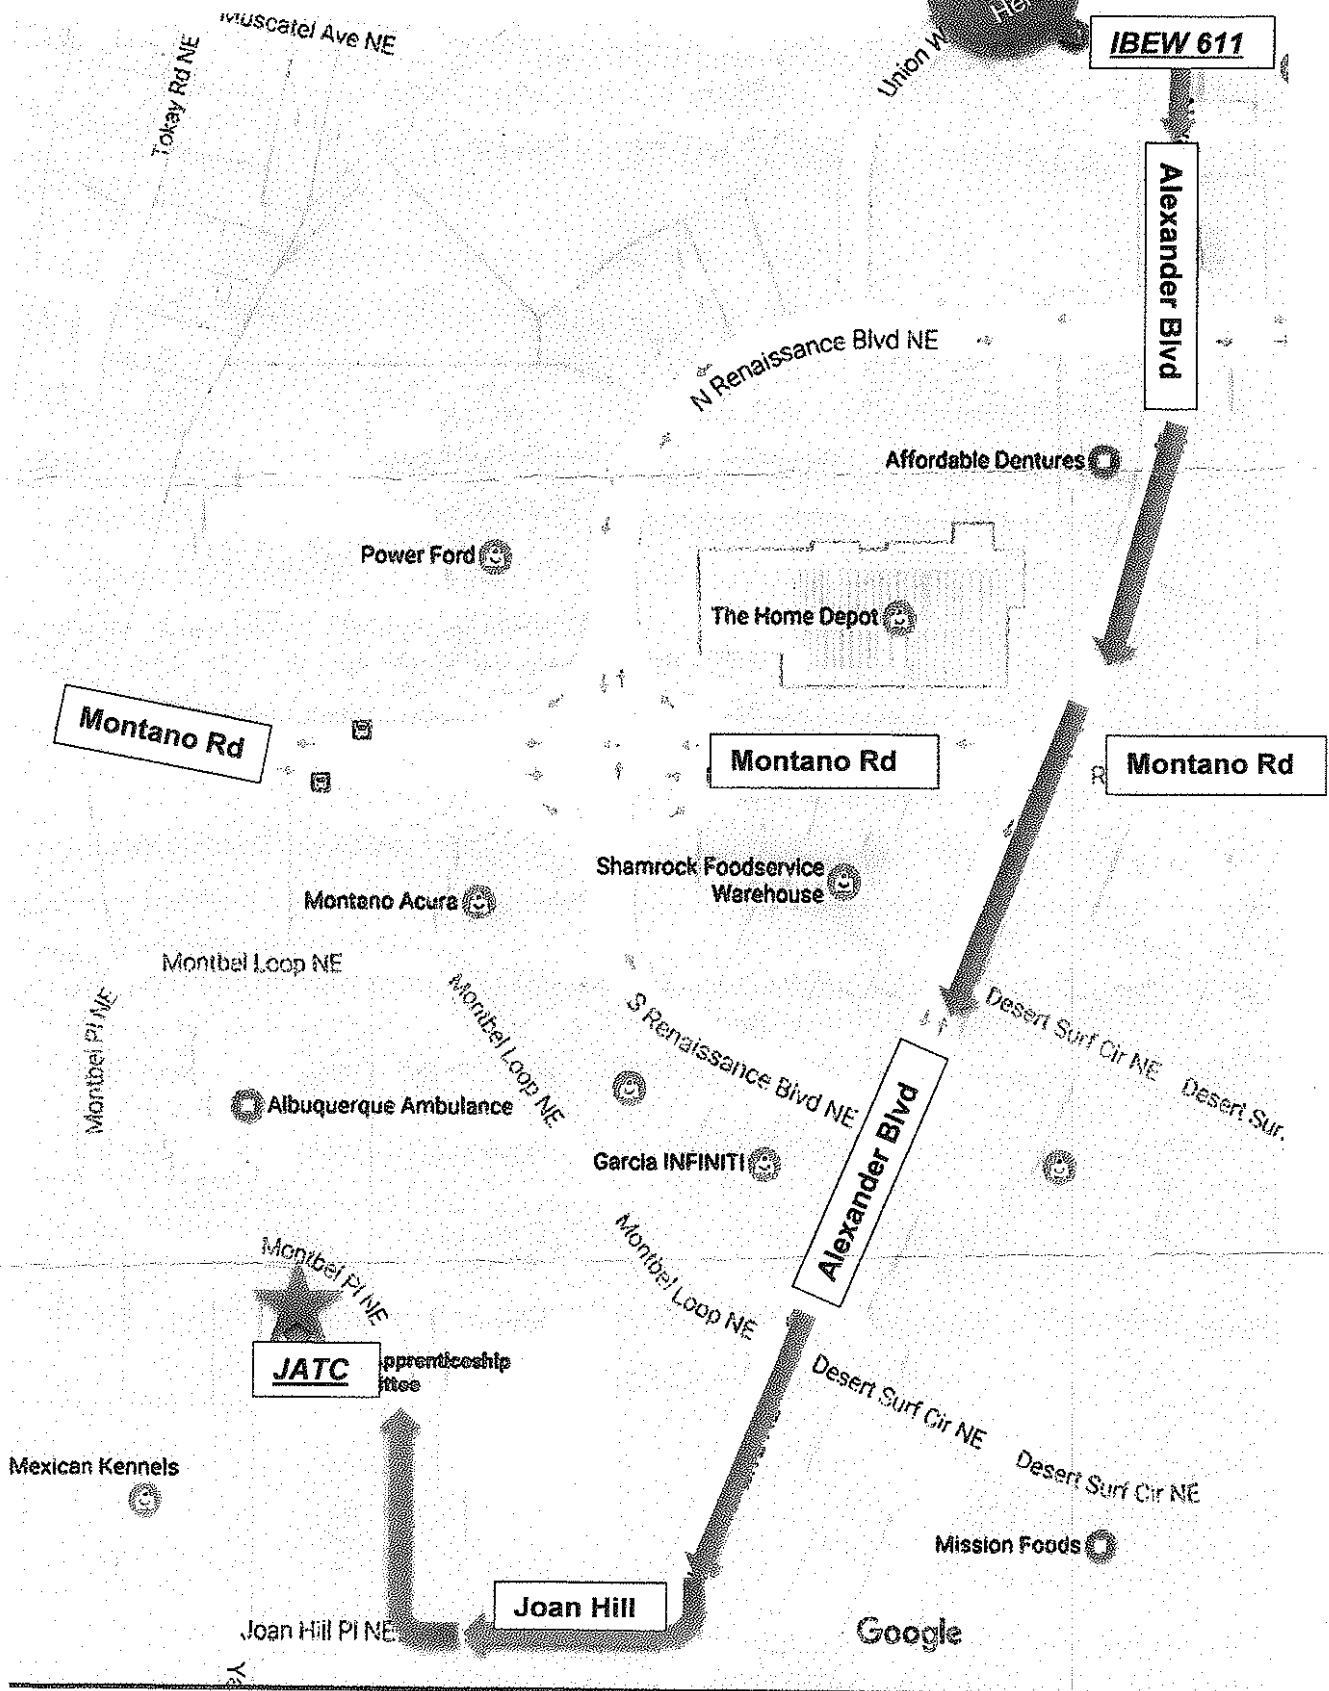 Muscatel Ave NE
Tokay Rd NE
Her
Union W
IBEW 611
Alexander Blvd
N Renaissance Blvd NE
Affordable Dentures
Power Ford
The Home Depot
Montano Rd
Montano Rd
R
Montano Rd
Shamrock Foodservice
Warehouse
Montano Acura
Montbel Loop NE
Montbel Pl NE
Montbel Loop NE
S Renaissance Blvd NE
Desert Surf Cir NE
Desert Sur.
Albuquerque Ambulance
Garcia INFINITI
Alexander Blvd
Montbel Pl NE
Montbel Loop NE
JATC
pprenticeship
ittee
Desert Surf Cir NE
Mexican Kennels
Desert Surf Cir NE
Mission Foods
Joan Hill
Joan Hill Pl NE
Google